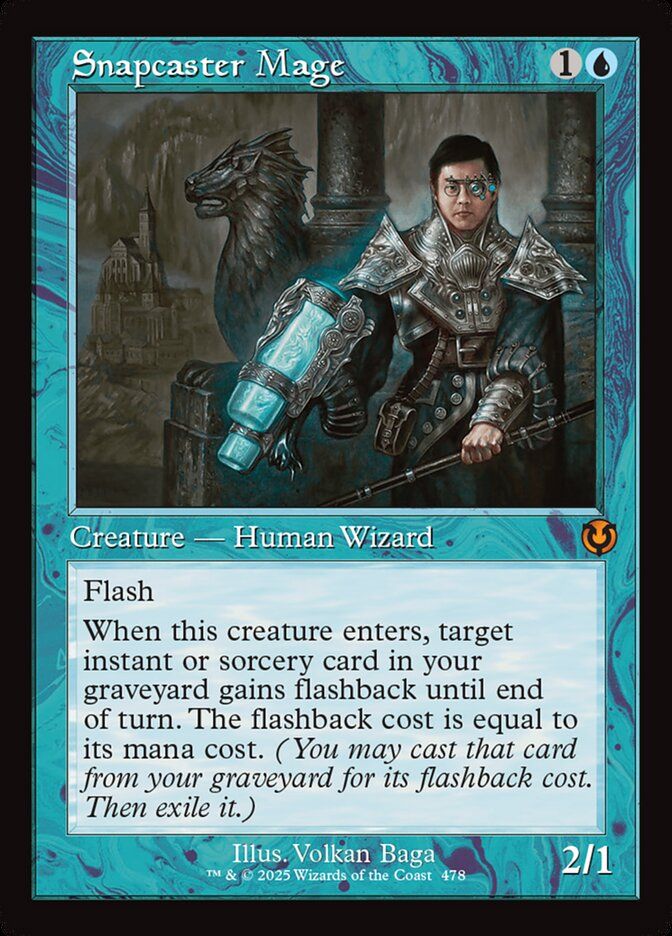 Snapcaster Mage 1
Creature — Human Wizard
Flash
When this creature enters, target
instant or sorcery card in your
graveyard gains flashback until end
of turn. The flashback cost is equal to
its mana cost. (You may cast that card
from your graveyard for its flashback cost.
Then exile it.)
Illus. Volkan Baga
2/1
™ & © 2025 Wizards of the Coast 478